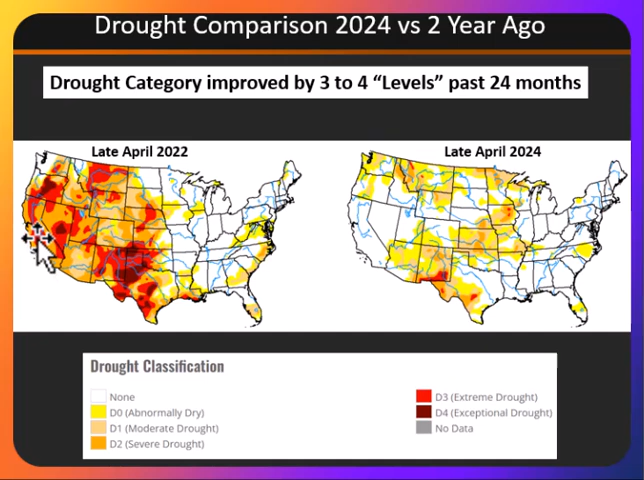 Drought Comparison 2024 vs 2 Year Ago
Drought Category improved by 3 to 4 “Levels” past 24 months
Late April 2022
Late April 2024
Drought Classification
None
D0 (Abnormally Dry)
D1 (Moderate Drought)
D2 (Severe Drought)
D3 (Extreme Drought)
D4 (Exceptional Drought)
No Data